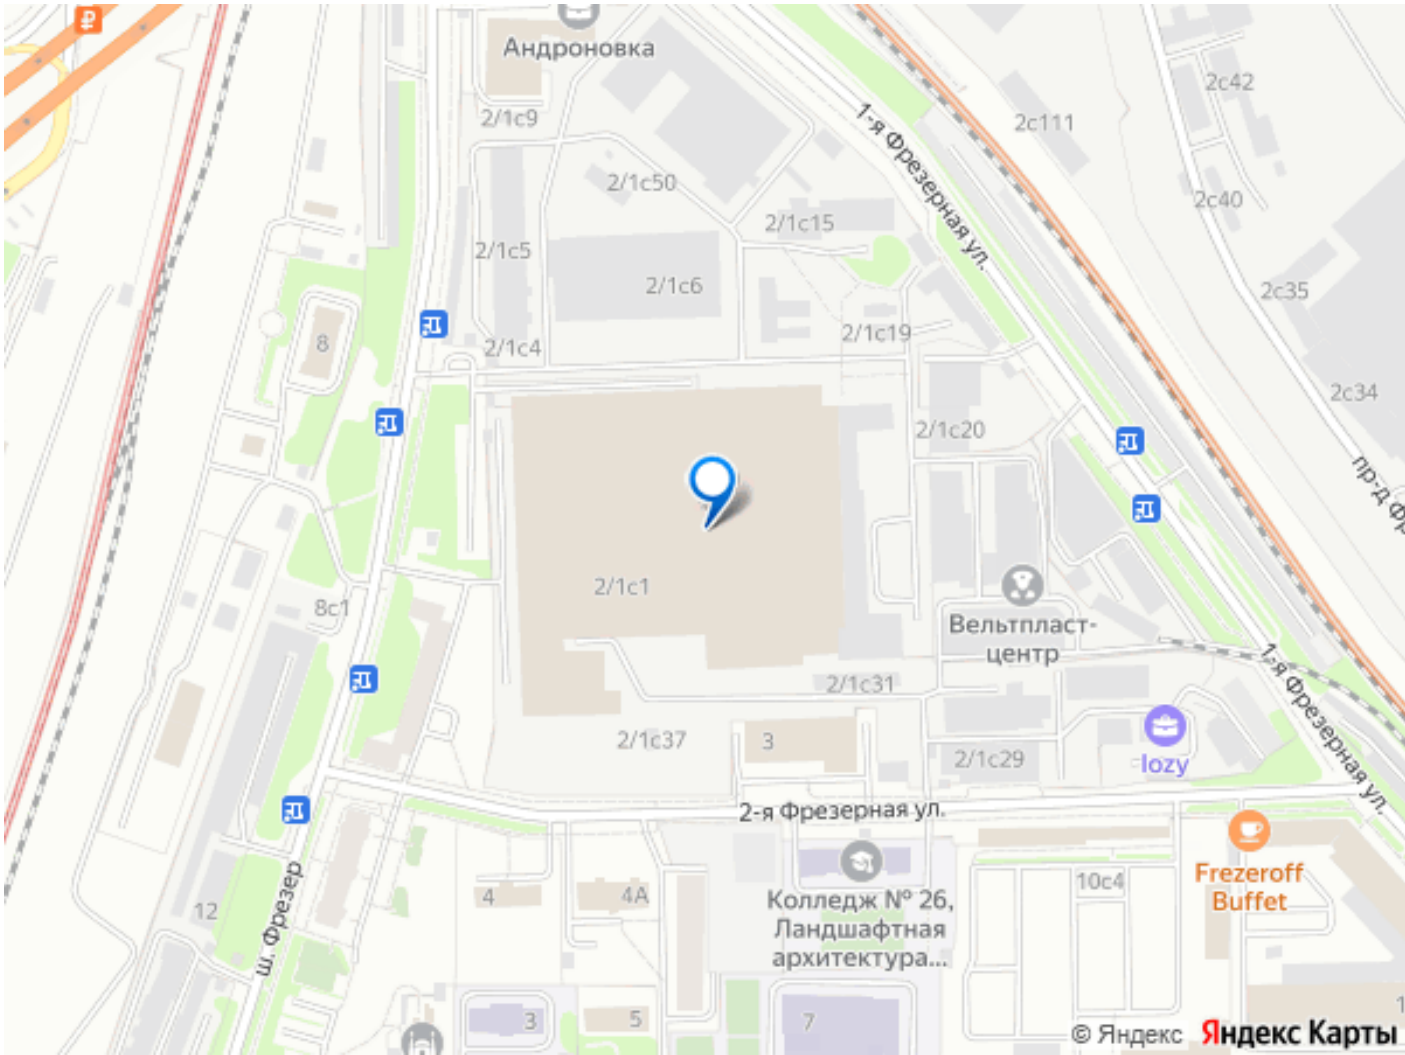 Андроновка
2с42
2/1с9
1-я Фрезерная ул.
2с111
2/1с50
2с40
2/1с15
2/1с5
2/1с6
2с35
2/1с19
8
2/1с4
2с34
2/1с20
пр-д
2/1с1
8с1
Вельтпласт-
центр
1-я Фрезерная ул.
2/1с31
2/1с37
3
2/1с29
lozy
2-я Фрезерная ул.
Frezeroff
Buffet
10с4
4
4А
Колледж № 26,
Ландшафтная
архитектура...
12
ш. Фрезер
3
5
7
1
© Яндекс
Яндекс Карты